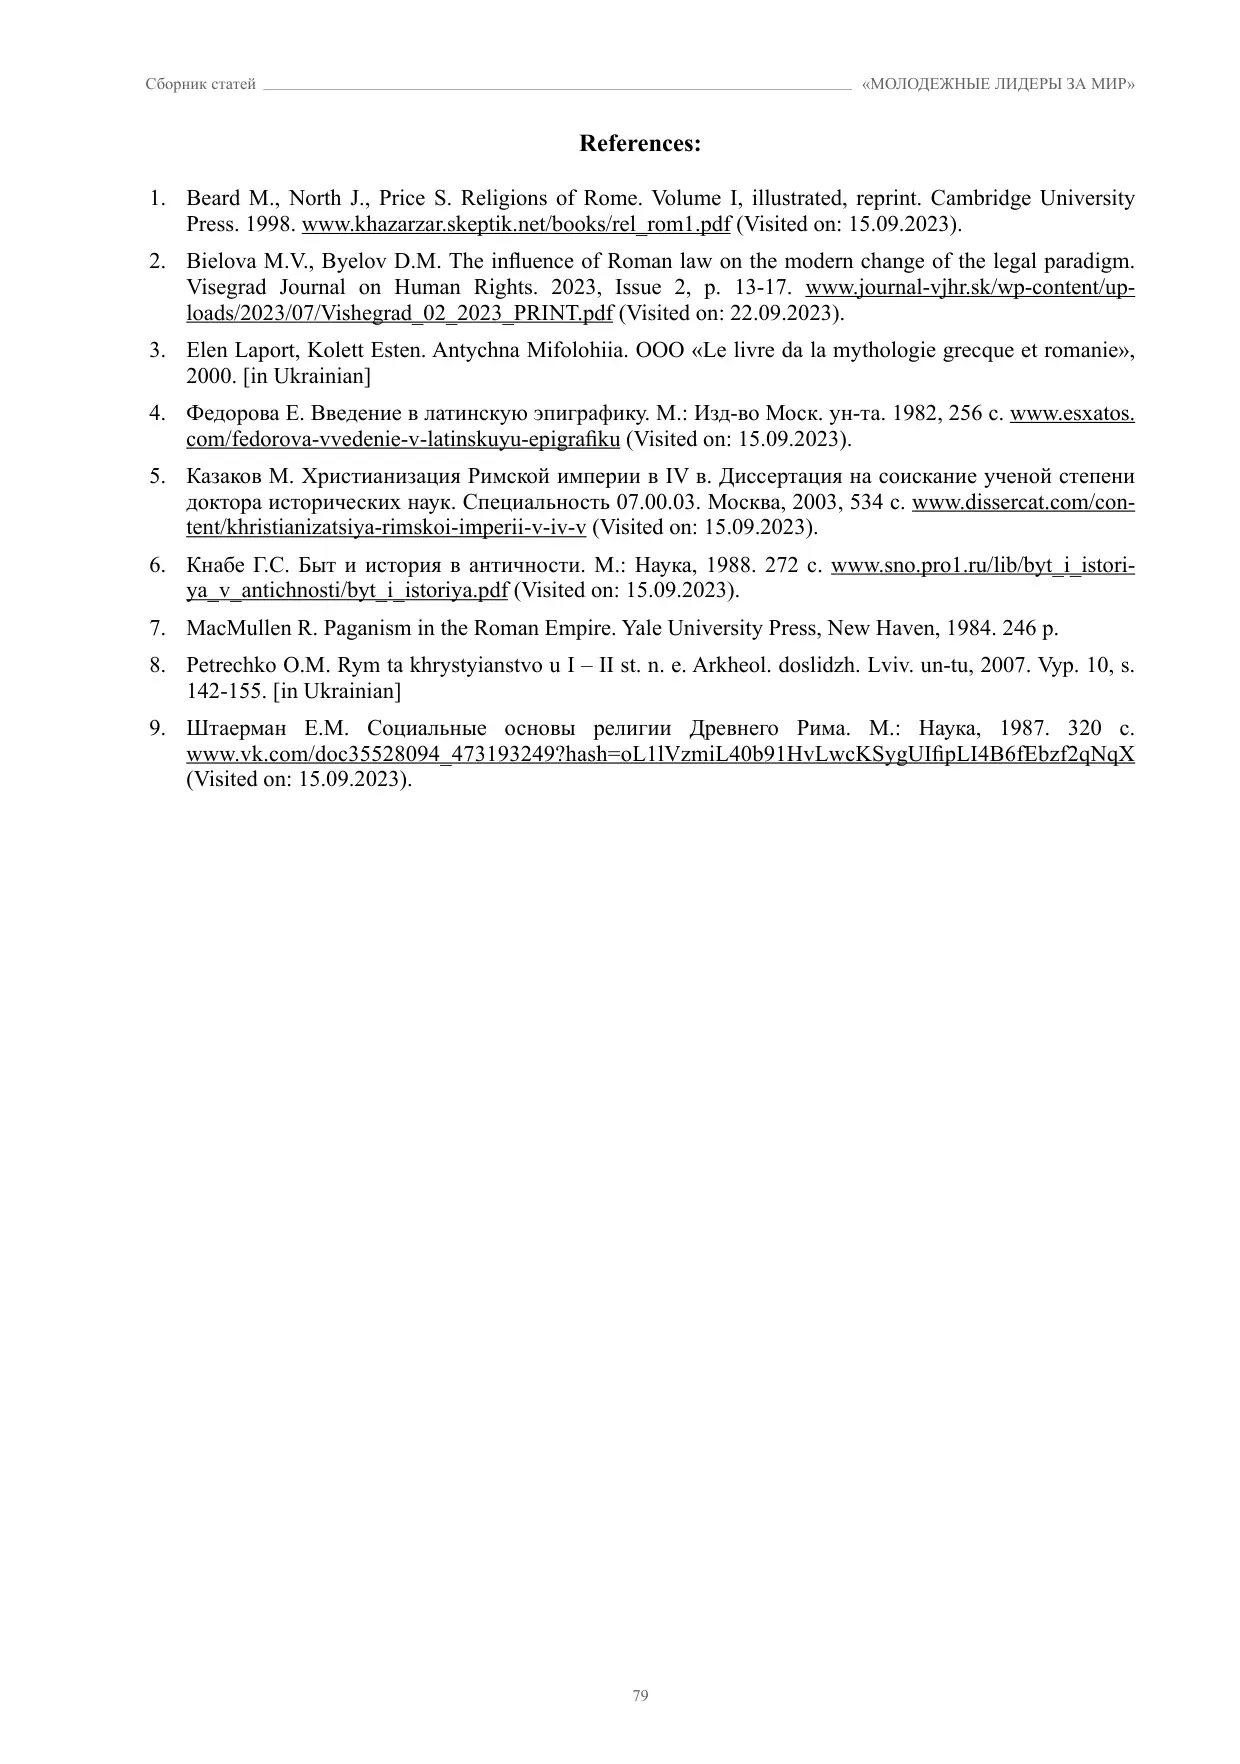 Сборник статей «МОЛОДЕЖНЫЕ ЛИДЕРЫ ЗА МИР»
References:
1. Beard M., North J., Price S. Religions of Rome. Volume I, illustrated, reprint. Cambridge University
Press. 1998. www.khazarzar.skeptik.net/books/rel_rom1.pdf (Visited on: 15.09.2023).
2. Bielova M.V., Byelov D.M. The influence of Roman law on the modern change of the legal paradigm.
Visegrad Journal on Human Rights. 2023, Issue 2, p. 13-17. www.journal-vjhr.sk/wp-content/up-
loads/2023/07/Vishegrad_02_2023_PRINT.pdf (Visited on: 22.09.2023).
3. Elen Laport, Kolett Esten. Antychna Mifolohiia. OOO «Le livre da la mythologie grecque et romanie»,
2000. [in Ukrainian]
4. Федорова Е. Введение в латинскую эпиграфику. М.: Изд-во Моск. ун-та. 1982, 256 с. www.esxatos.
com/fedorova-vvedenie-v-latinskuyu-epigrafiku (Visited on: 15.09.2023).
5. Казаков М. Христианизация Римской империи в IV в. Диссертация на соискание ученой степени
доктора исторических наук. Специальность 07.00.03. Москва, 2003, 534 с. www.dissercat.com/con-
tent/khristianizatsiya-rimskoi-imperii-v-iv-v (Visited on: 15.09.2023).
6. Кнабе Г.С. Быт и история в античности. М.: Наука, 1988. 272 с. www.sno.pro1.ru/lib/byt_i_istori-
ya_v_antichnosti/byt_i_istoriya.pdf (Visited on: 15.09.2023).
7. MacMullen R. Paganism in the Roman Empire. Yale University Press, New Haven, 1984. 246 p.
8. Petrechko O.M. Rym ta khrystyianstvo u I – II st. n. e. Arkheol. doslidzh. Lviv. un-tu, 2007. Vyp. 10, s.
142-155. [in Ukrainian]
9. Штаерман Е.М. Социальные основы религии Древнего Рима. М.: Наука, 1987. 320 с.
www.vk.com/doc35528094_473193249?hash=oL1lVzmiL40b91HvLwcKSygUIfipLI4B6fEbzf2qNqX
(Visited on: 15.09.2023).
79